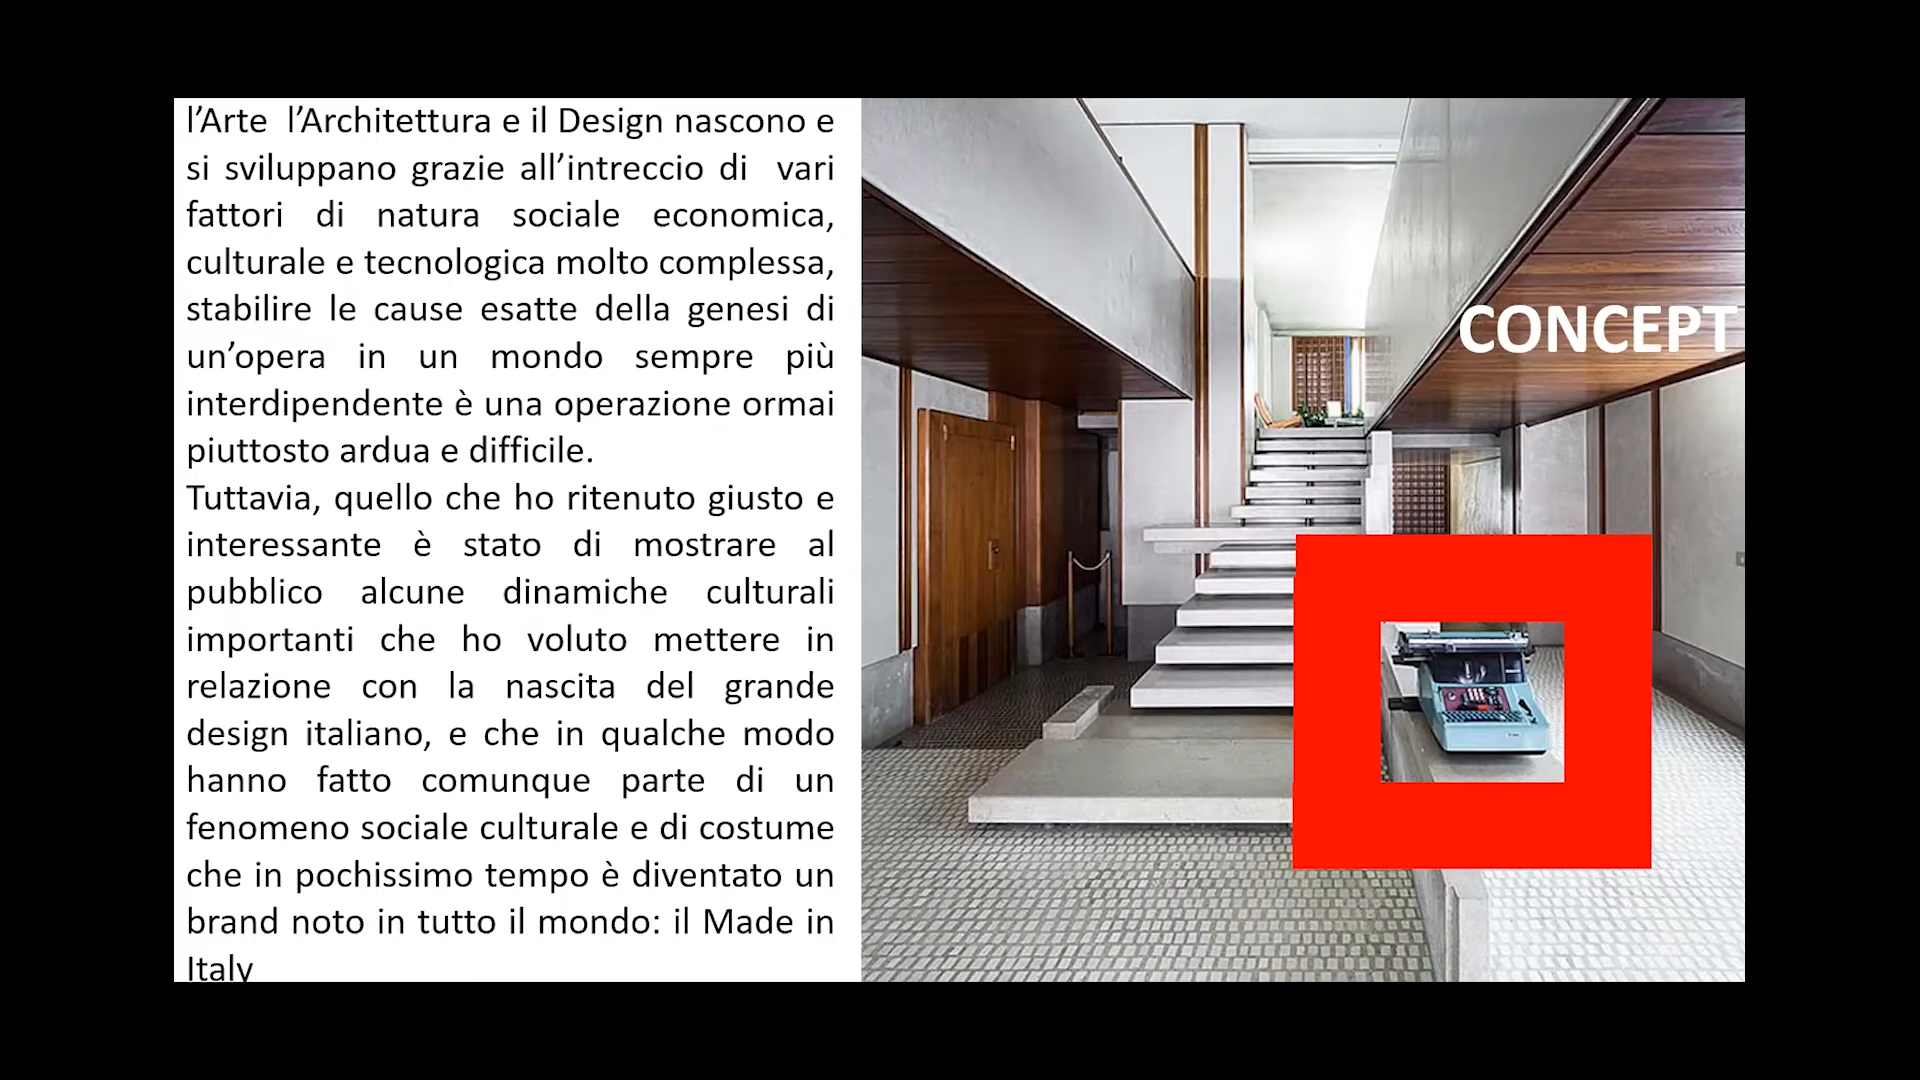 l’Arte  l’Architettura e il Design nascono e
si sviluppano grazie all’intreccio di  vari
fattori di natura sociale economica,
culturale e tecnologica molto complessa,
stabilire le cause esatte della genesi di
un’opera in un mondo sempre più
interdipendente è una operazione ormai
piuttosto ardua e difficile.
Tuttavia, quello che ho ritenuto giusto e
interessante è stato di mostrare al
pubblico alcune dinamiche culturali
importanti che ho voluto mettere in
relazione con la nascita del grande
design italiano, e che in qualche modo
hanno fatto comunque parte di un
fenomeno sociale culturale e di costume
che in pochissimo tempo è diventato un
brand noto in tutto il mondo: il Made in
Italy
CONCEPT